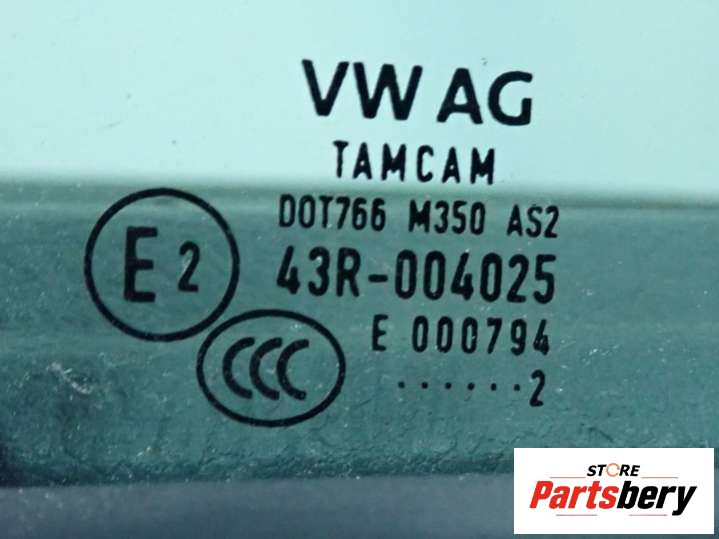 VW AG
TAMCAM
DOT766 M350 AS2
E2
43R-004025
E 000794
CCC
······2
STORE
Partsbery